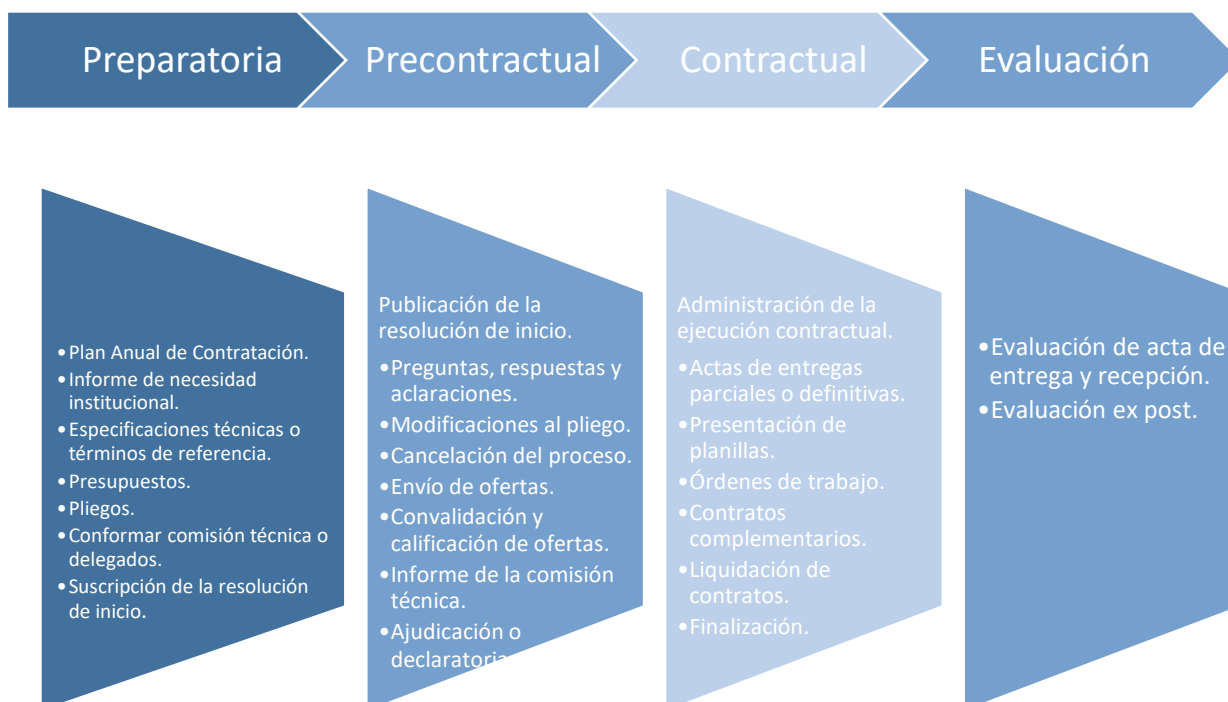 Preparatoria
Precontractual
Contractual
Evaluación
•Plan Anual de Contratación.
•Informe de necesidad
institucional.
•Especificaciones técnicas o
términos de referencia.
•Presupuestos.
•Pliegos.
•Conformar comisión técnica o
delegados.
•Suscripción de la resolución
de inicio.
Publicación de la
resolución de inicio.
•Preguntas, respuestas y
aclaraciones.
•Modificaciones al pliego.
•Cancelación del proceso.
•Envío de ofertas.
•Convalidación y
calificación de ofertas.
•Informe de la comisión
técnica.
•Ajudicación o
declaratoria
Administración de la
ejecución contractual.
•Actas de entregas
parciales o definitivas.
•Presentación de
planillas.
•Órdenes de trabajo.
•Contratos
complementarios.
•Liquidación de
contratos.
•Finalización.
•Evaluación de acta de
entrega y recepción.
•Evaluación ex post.